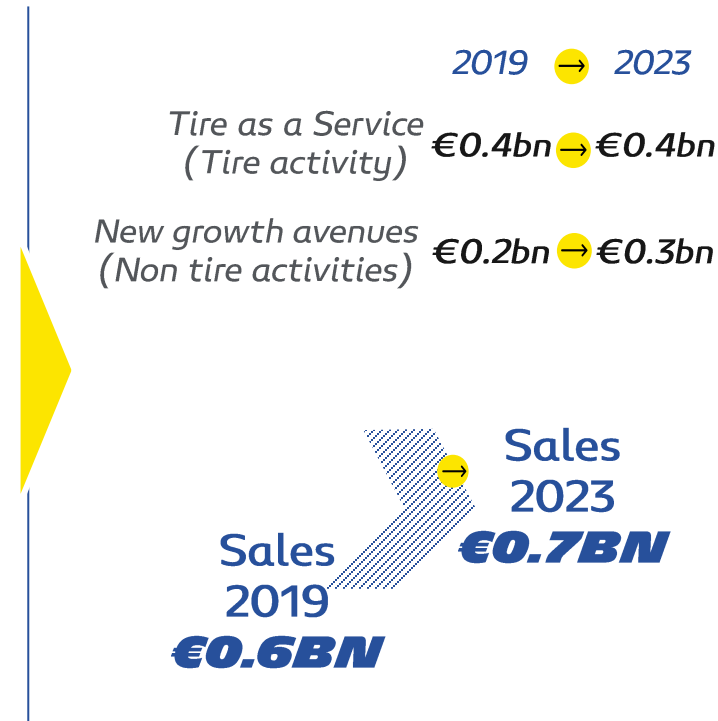 2019 → 2023
Tire as a Service
(Tire activity)
€0.4bn → €0.4bn
New growth avenues
(Non tire activities)
€0.2bn → €0.3bn
→
Sales
2023
€0.7BN
Sales
2019
€0.6BN